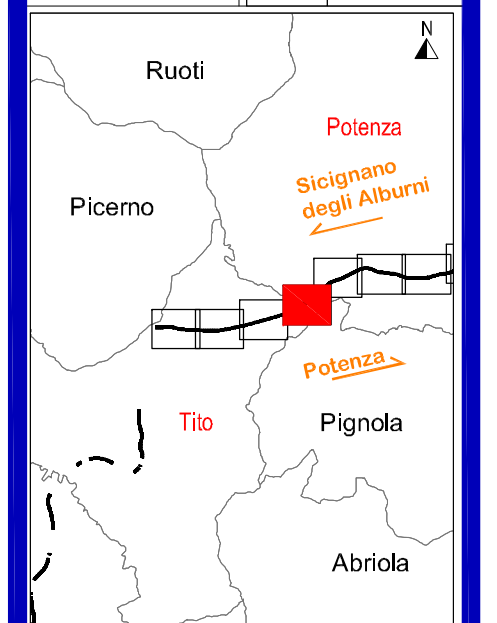 N
Ruoti
Potenza
Sicignano
degli Alburni
Picerno
Potenza
Tito
Pignola
Abriola